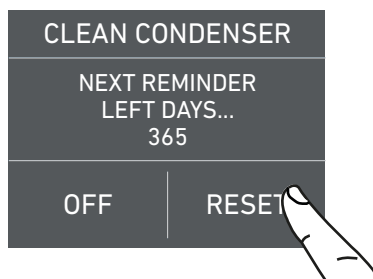 CLEAN CONDENSER
NEXT REMINDER
LEFT DAYS...
365
OFF
RESET